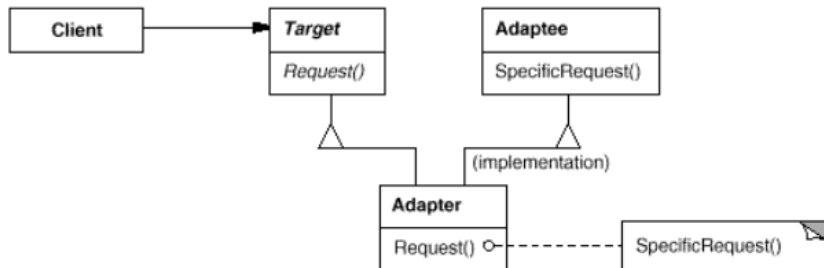 Client
Target
Request()
Adaptee
SpecificRequest()
(implementation)
Adapter
Request()
SpecificRequest()